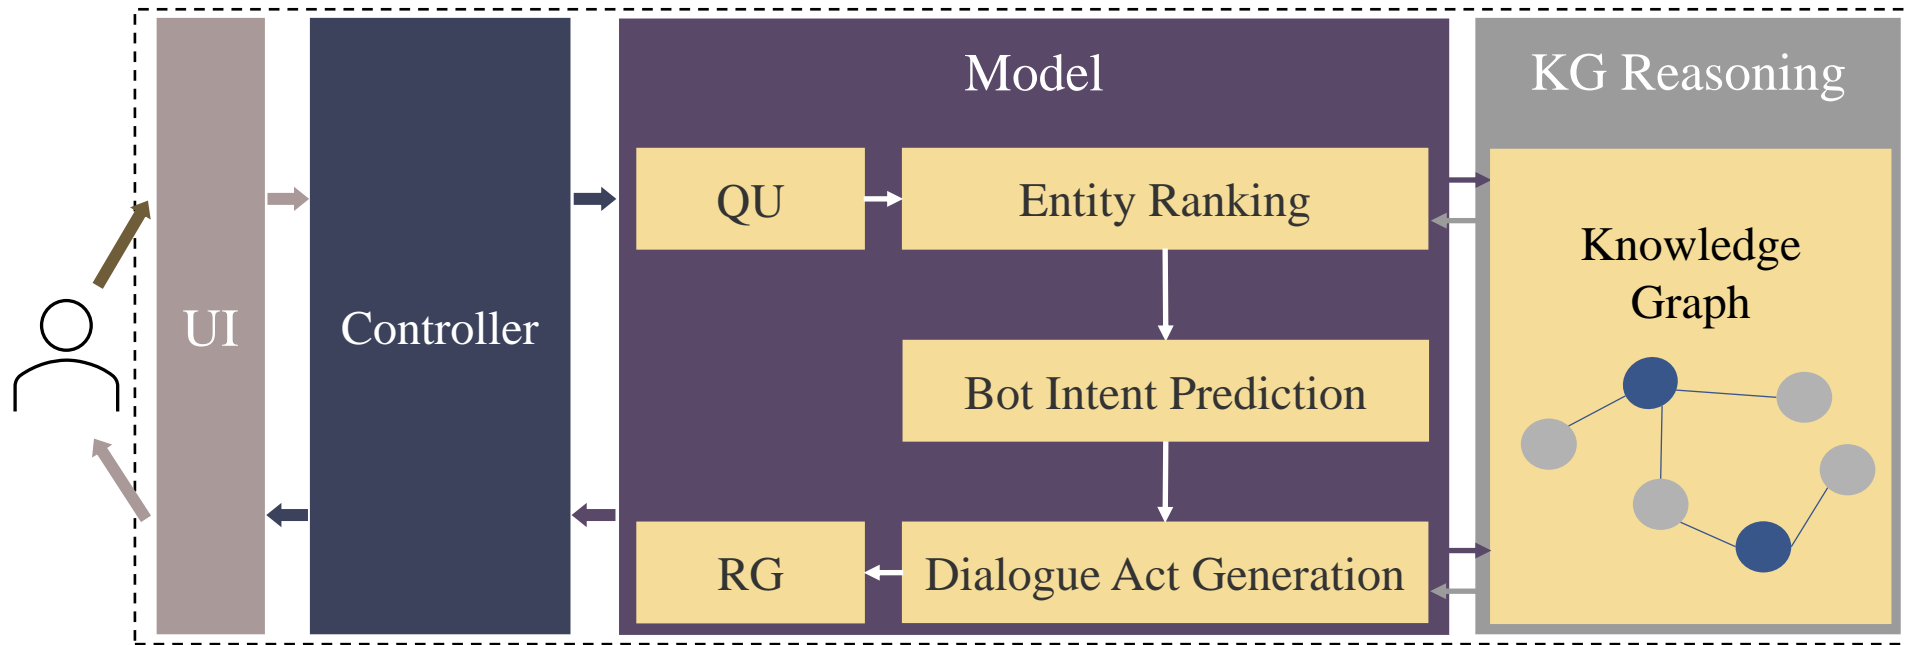 UI
Controller
Model
QU
Entity Ranking
Bot Intent Prediction
RG
Dialogue Act Generation
KG Reasoning
Knowledge
Graph